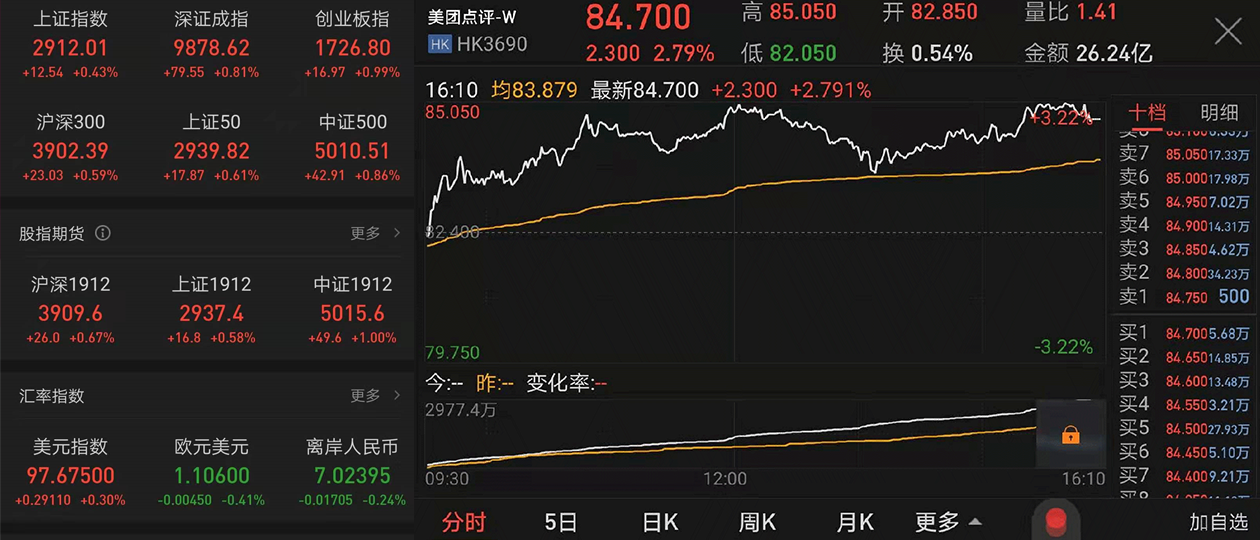 上证指数 深证成指 创业板指
2912.01 9878.62 1726.80
+12.54 +0.43% +79.55 +0.81% +16.97 +0.99%
沪深300 上证50 中证500
3902.39 2939.82 5010.51
+23.03 +0.59% +17.87 +0.61% +42.91 +0.86%
股指期货 更多
沪深1912 上证1912 中证1912
3909.6 2937.4 5015.6
+26.0 +0.67% +16.8 +0.58% +49.6 +1.00%
汇率指数 更多
美元指数 欧元美元 离岸人民币
97.67500 1.10600 7.02395
+0.29110 +0.30% -0.00450 -0.41% -0.01705 -0.24%
美团点评-W
HK HK3690
84.700
2.300 2.79%
高 85.050 开 82.850 量比 1.41
低 82.050 换 0.54% 金额 26.24亿
16:10 均83.879 最新84.700 +2.300 +2.791%
85.050 +3.22%
82.400
79.750 -3.22%
今:-- 昨:-- 变化率:--
2977.4万
09:30 12:00 16:10
分时 5日 日K 周K 月K 更多
十档 明细
卖7 85.050 17.33万
卖6 85.000 17.98万
卖5 84.950 7.02万
卖4 84.900 14.31万
卖3 84.850 4.62万
卖2 84.800 34.23万
卖1 84.750 500
买1 84.700 5.68万
买2 84.650 14.85万
买3 84.600 13.48万
买4 84.550 3.21万
买5 84.500 27.93万
买6 84.450 5.10万
买7 84.400 9.21万
加自选